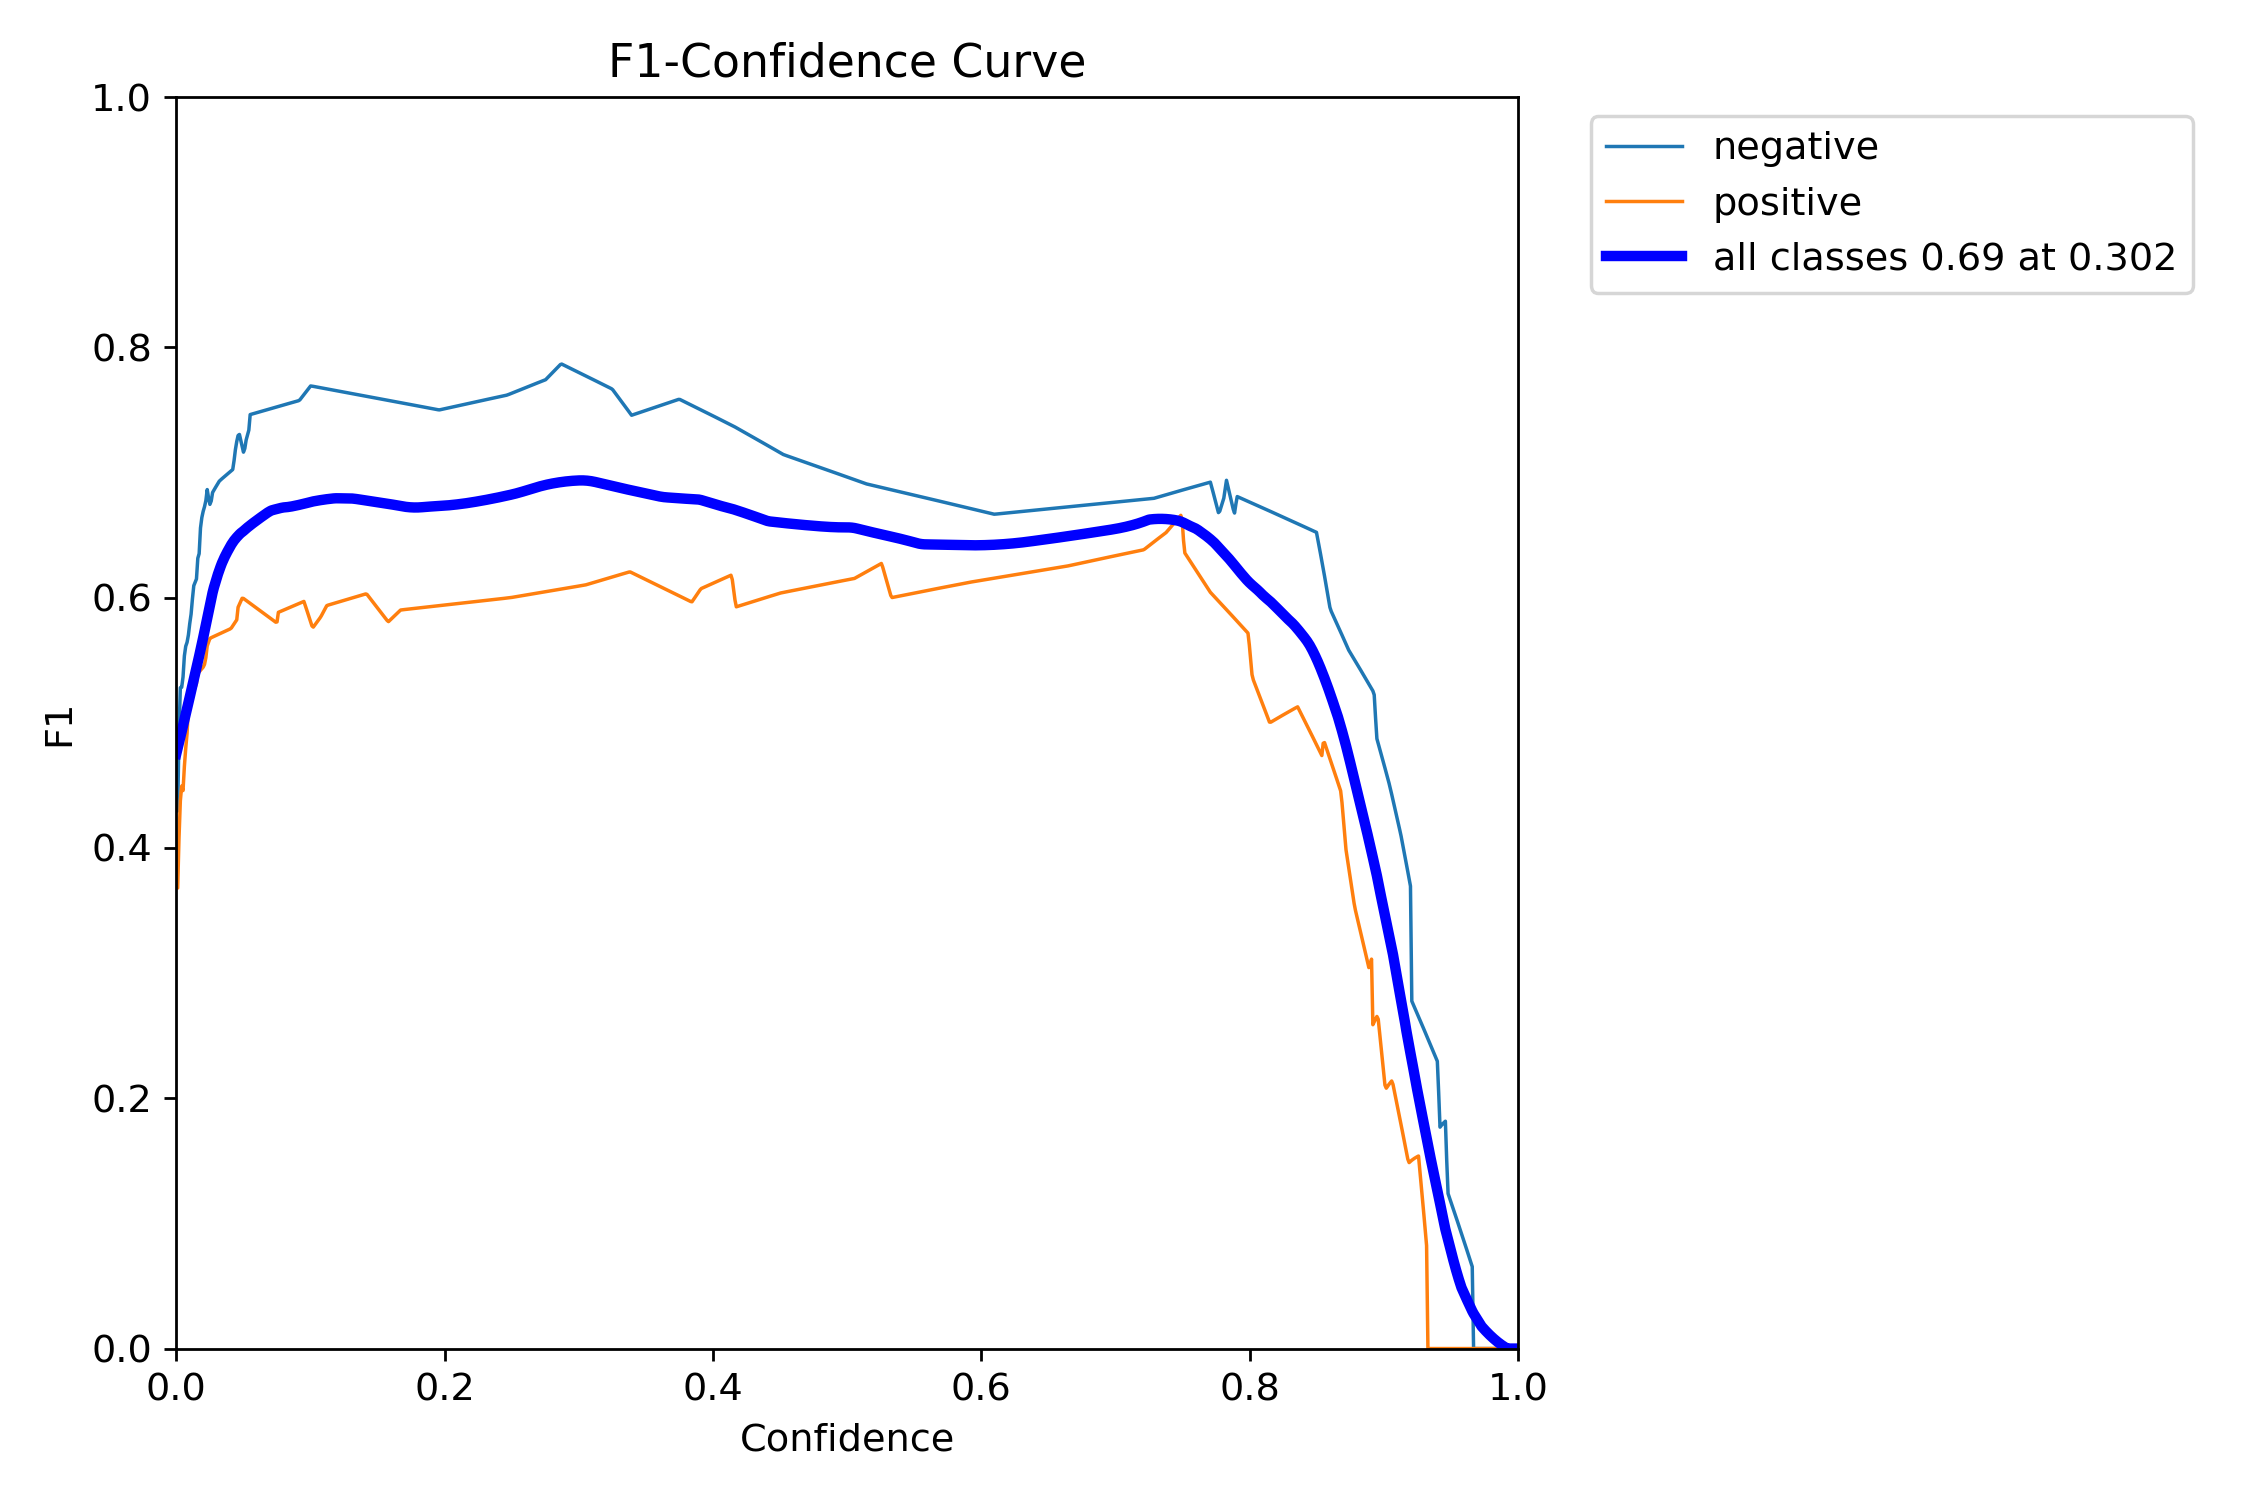 F1-Confidence Curve
1.0
0.8
0.6
0.4
0.2
0.0
F1
0.0 0.2 0.4 0.6 0.8 1.0
Confidence
negative
positive
all classes 0.69 at 0.302